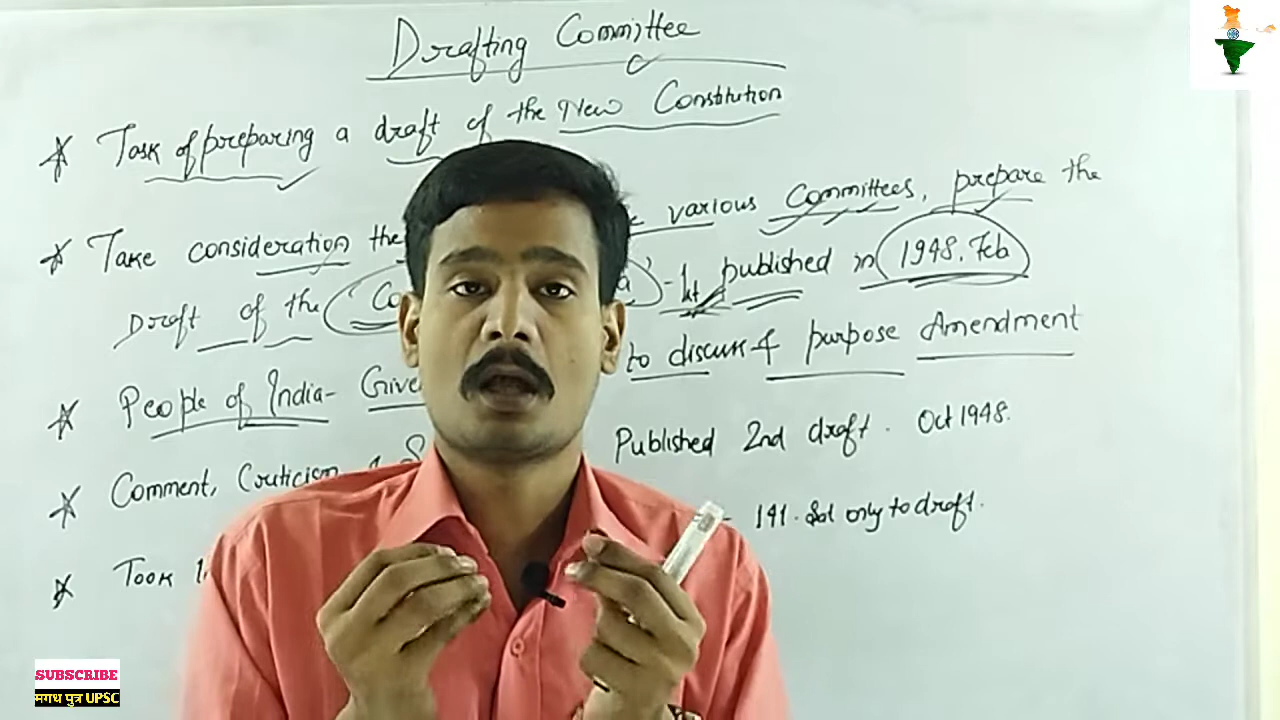 Drafting Committee
* Task of preparing a draft of the New Constitution
* Take consideration the various Committees, prepare the
Draft of the 1st published in 1948, Feb
* People of India- Give to discuss & purpose Amendment
* Comment, Criticism Published 2nd draft. Oct 1948.
* Took 141. only to draft.
SUBSCRIBE
मगध पुत्र UPSC